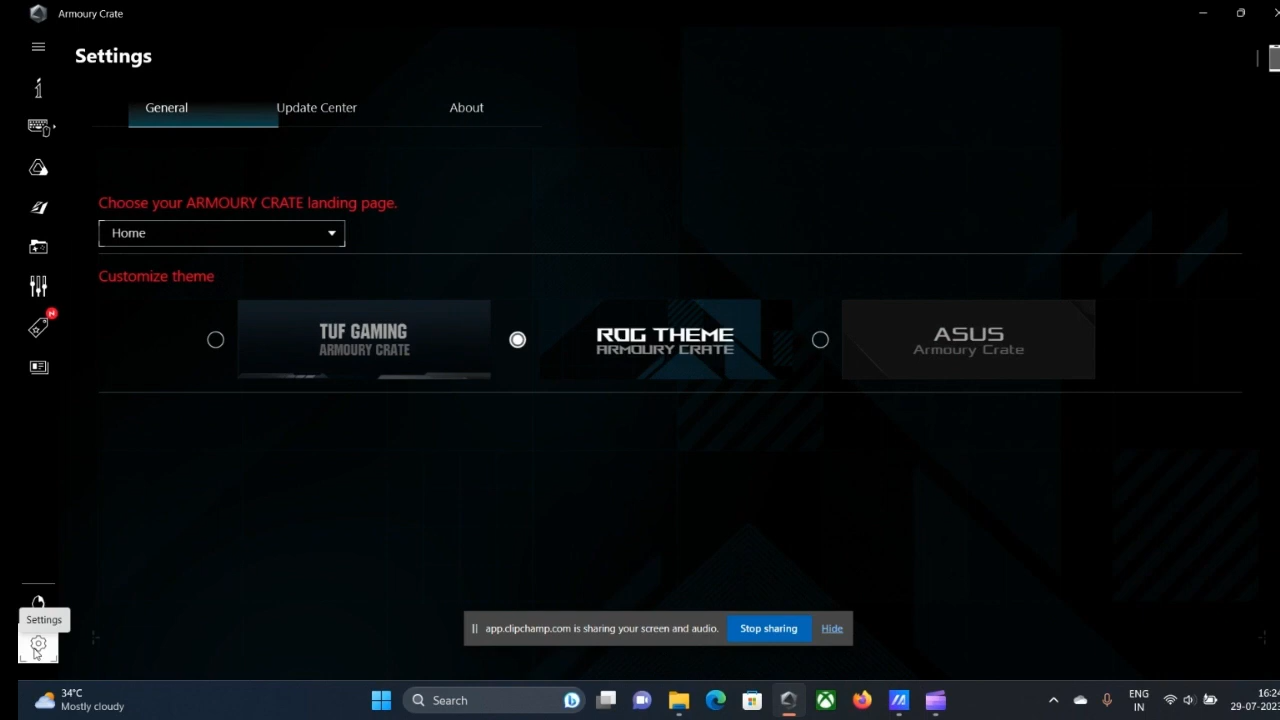 Armoury Crate
Settings
General Update Center About
Choose your ARMOURY CRATE landing page.
Home
Customize theme
TUF GAMING
ARMOURY CRATE
ROG THEME
ARMOURY CRATE
ASUS
Armoury Crate
N
Settings
app.clipchamp.com is sharing your screen and audio. Stop sharing Hide
34°C
Mostly cloudy
Search
ENG
IN
16:24
29-07-2023